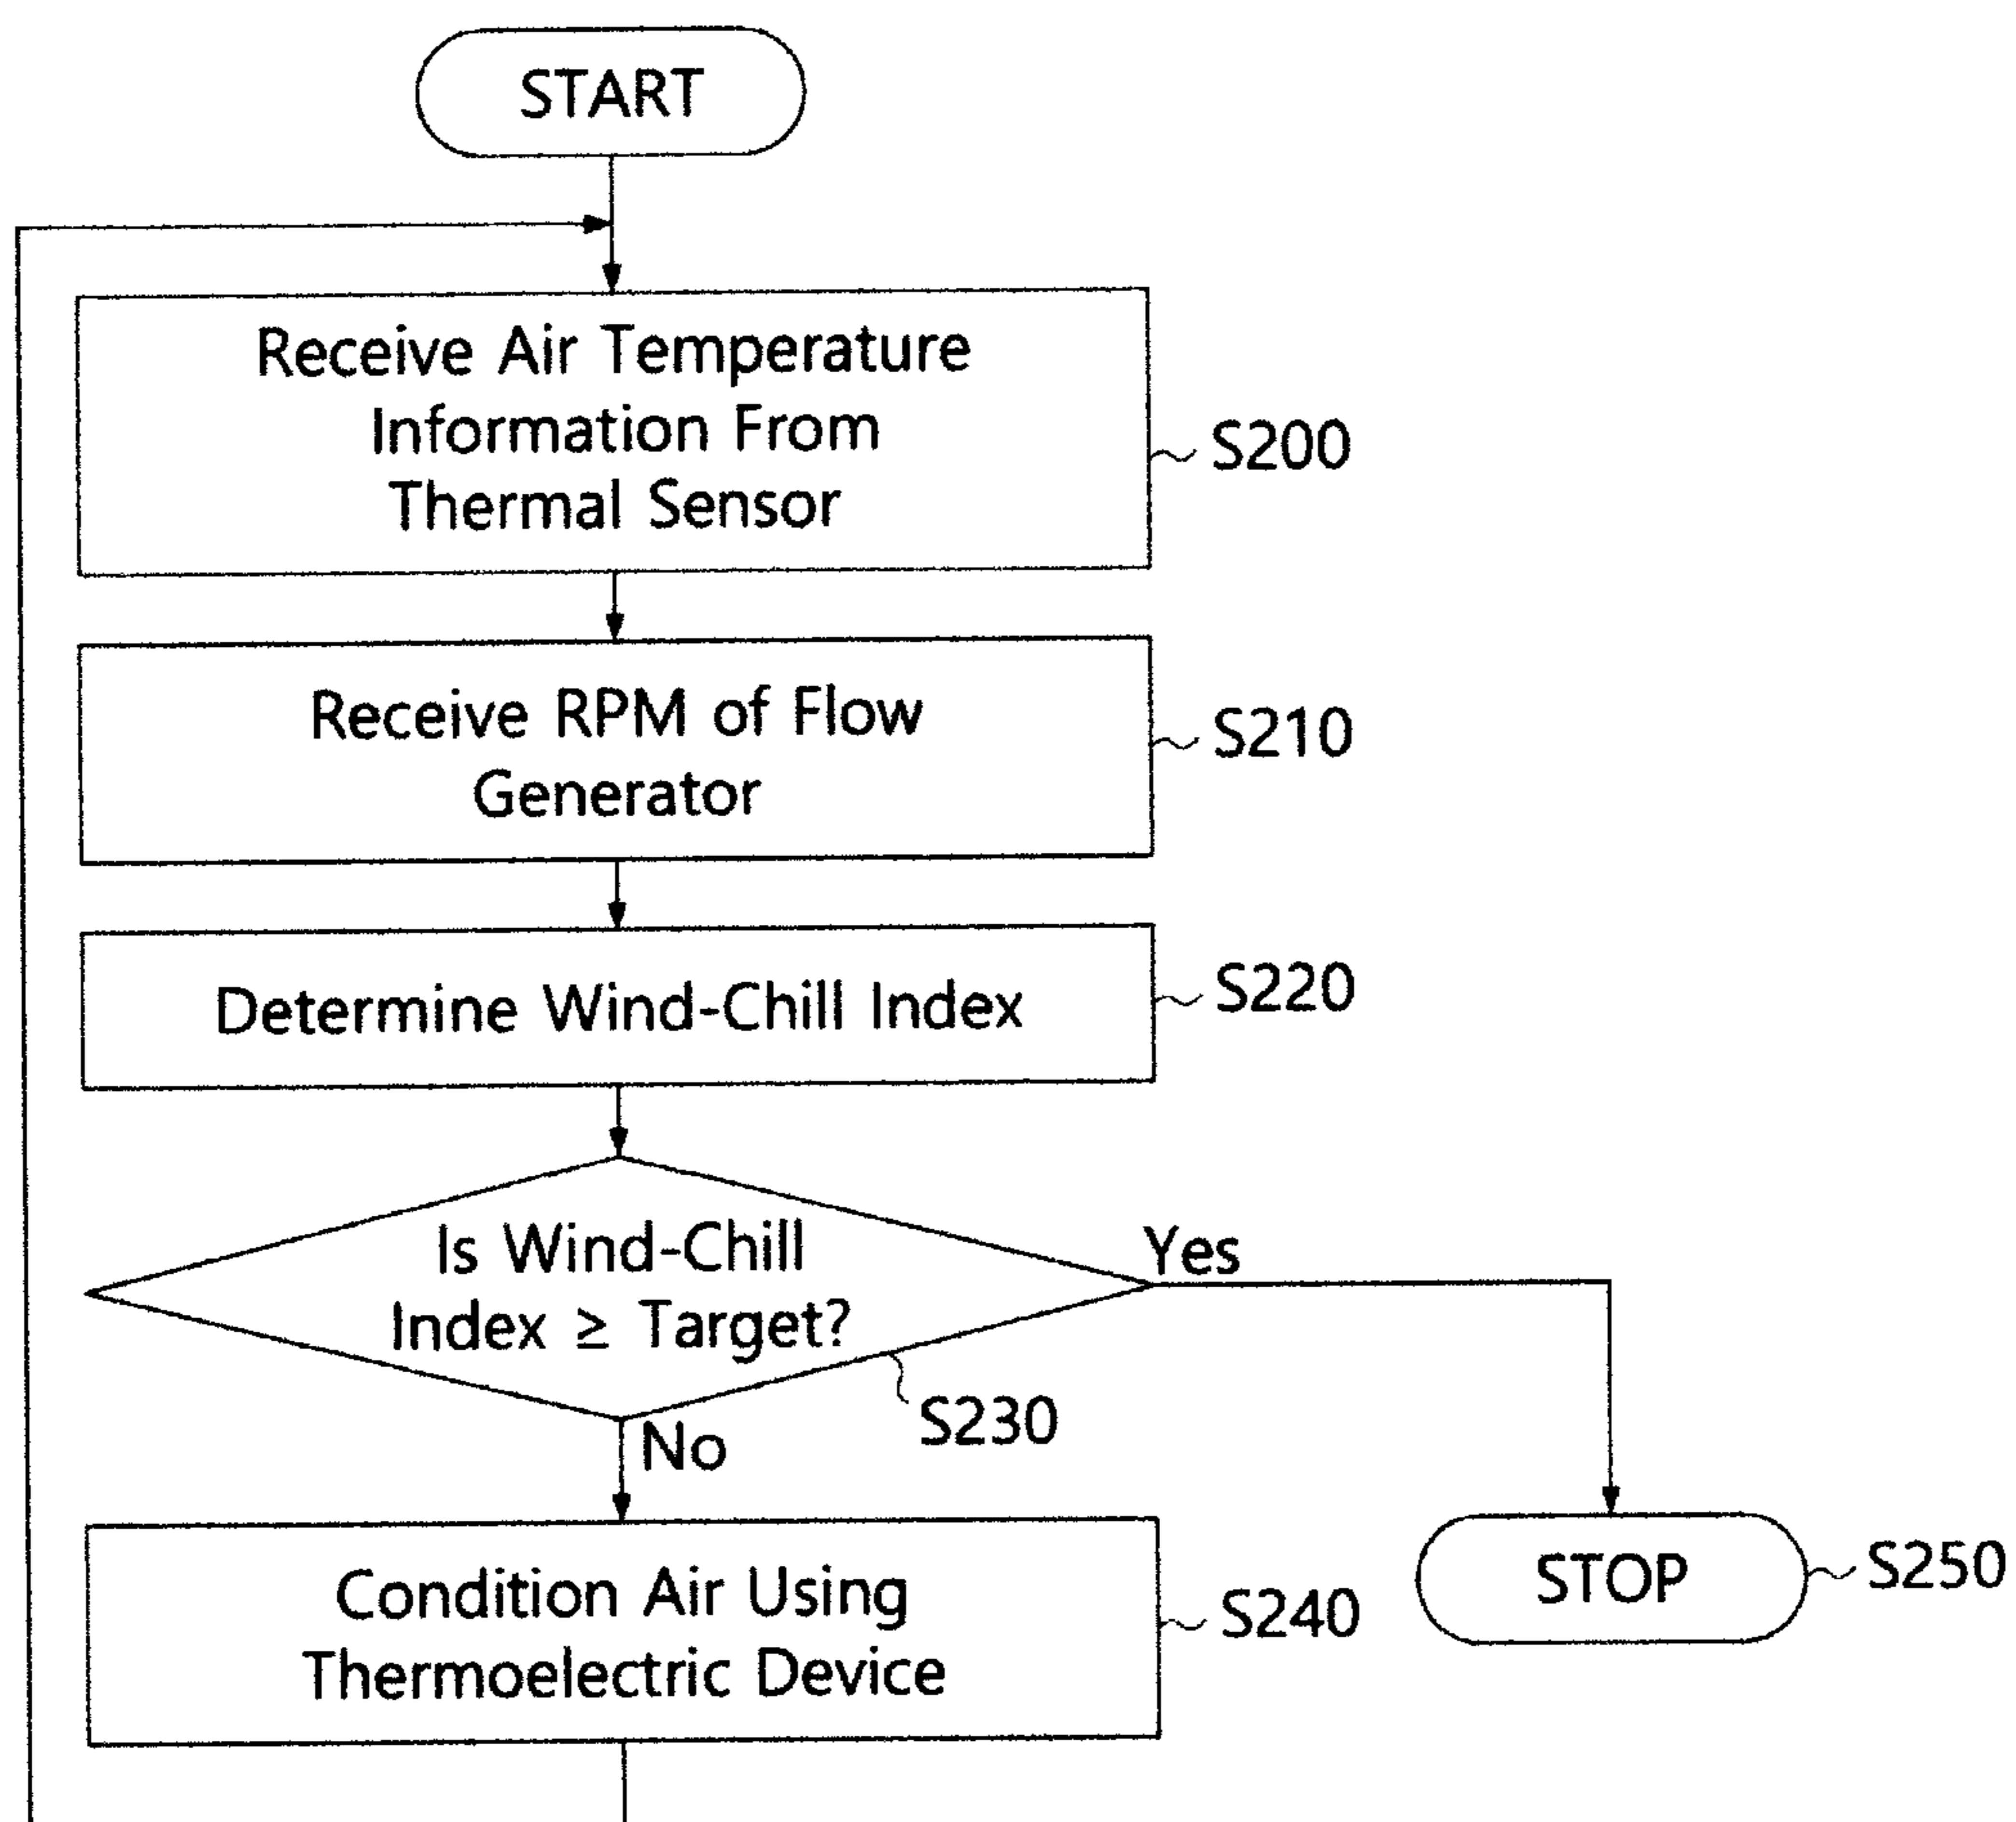 START
Receive Air Temperature
Information From
Thermal Sensor
S200
Receive RPM of Flow
Generator
S210
Determine Wind-Chill Index
S220
Is Wind-Chill
Index ≥ Target?
Yes
S230
No
Condition Air Using
Thermoelectric Device
S240
STOP
S250